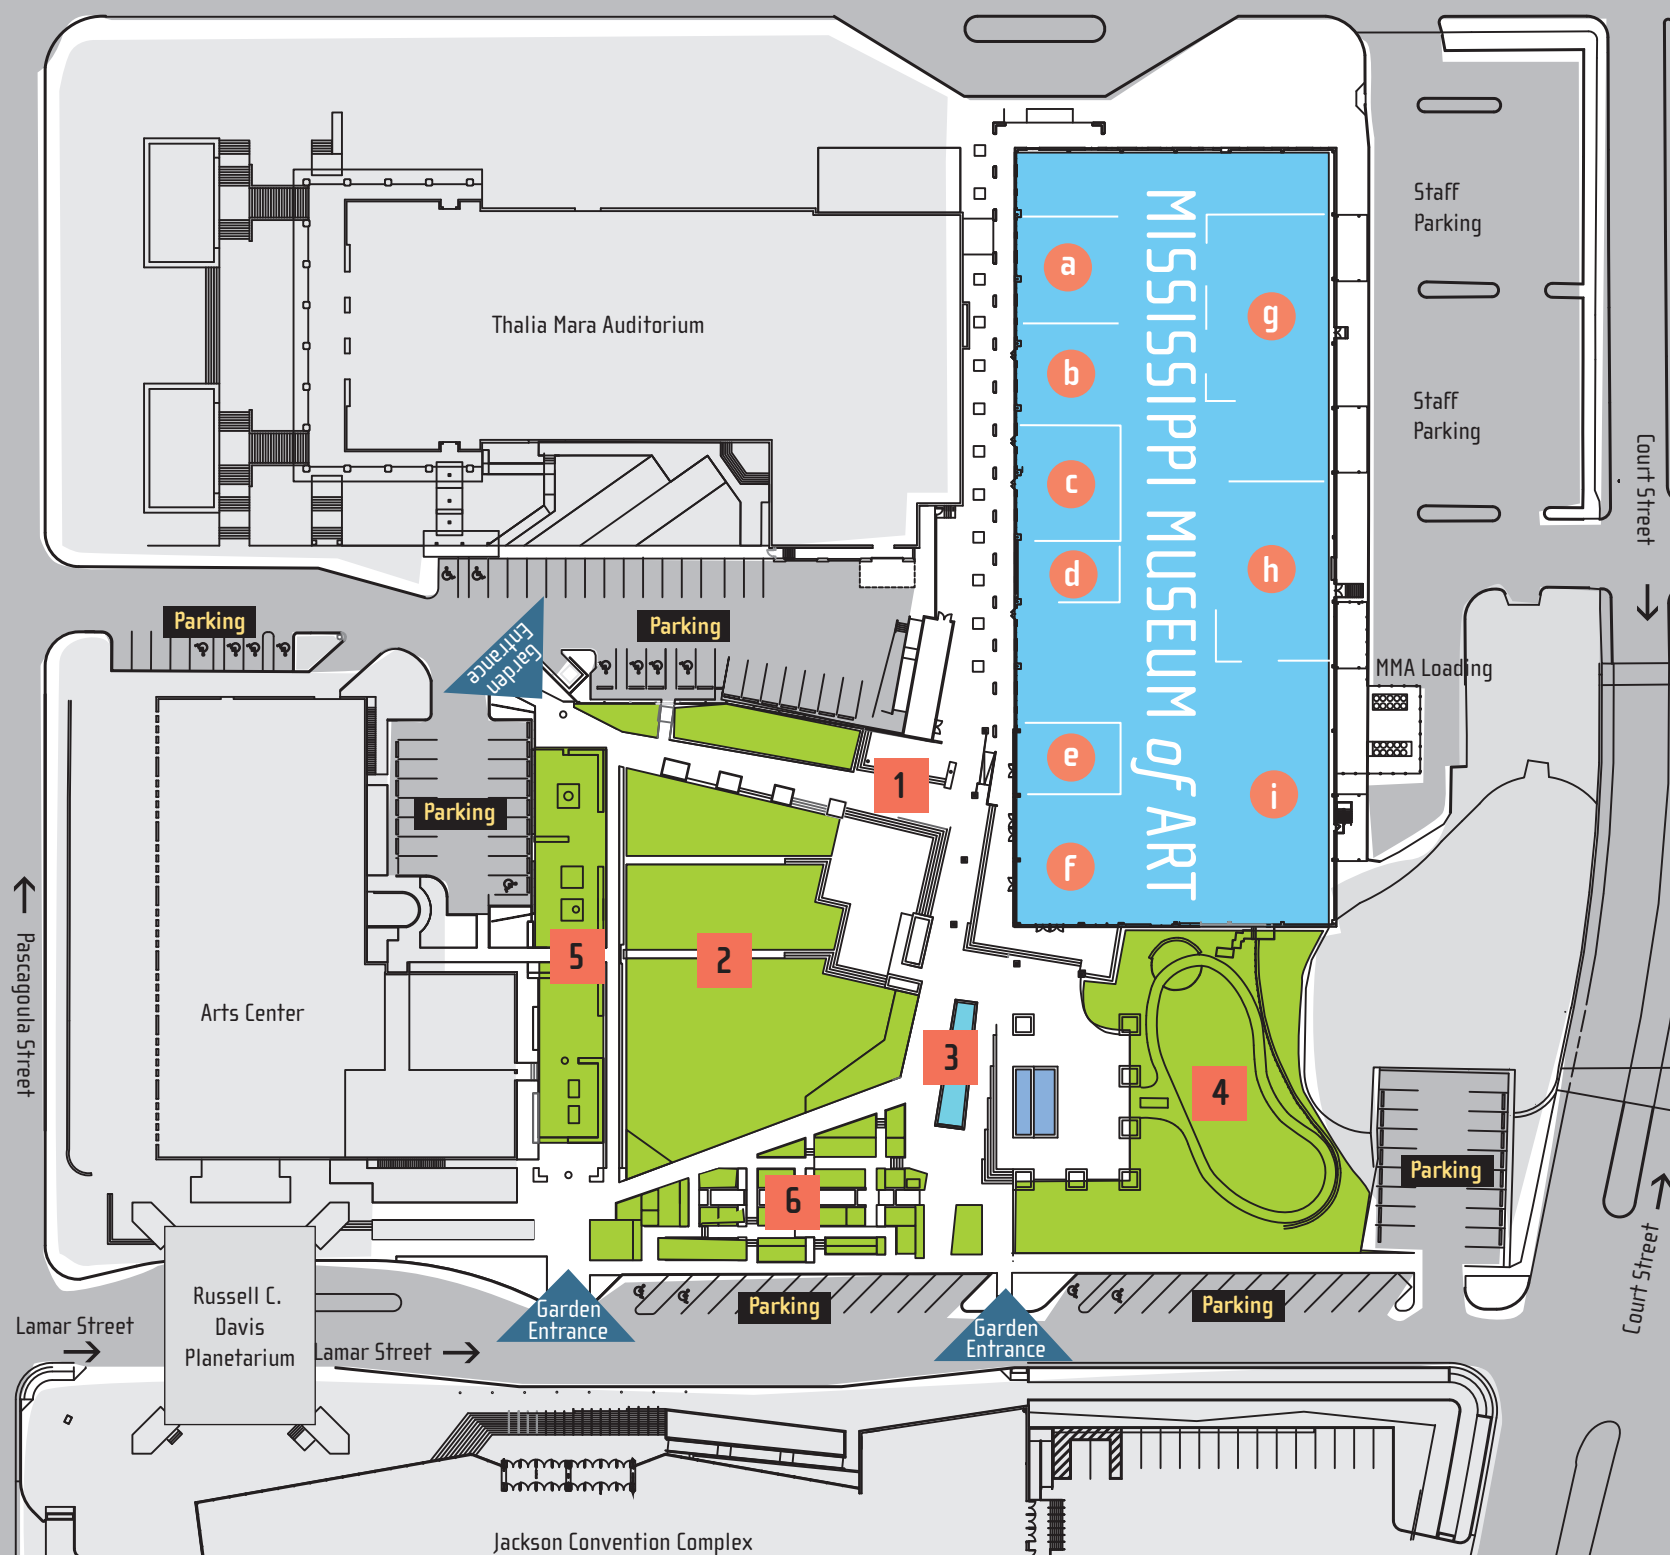 Thalia Mara Auditorium
MISSISSIPPI MUSEUM of ART
a
b
c
d
e
f
g
h
i
Staff
Parking
Staff
Parking
Court Street
MMA Loading
Parking
Parking
Garden
Entrance
Parking
1
2
3
4
5
6
Pascagoula Street
Arts Center
Parking
Court Street
Russell C.
Davis
Planetarium
Lamar Street
Lamar Street
Garden
Entrance
Parking
Garden
Entrance
Parking
Jackson Convention Complex